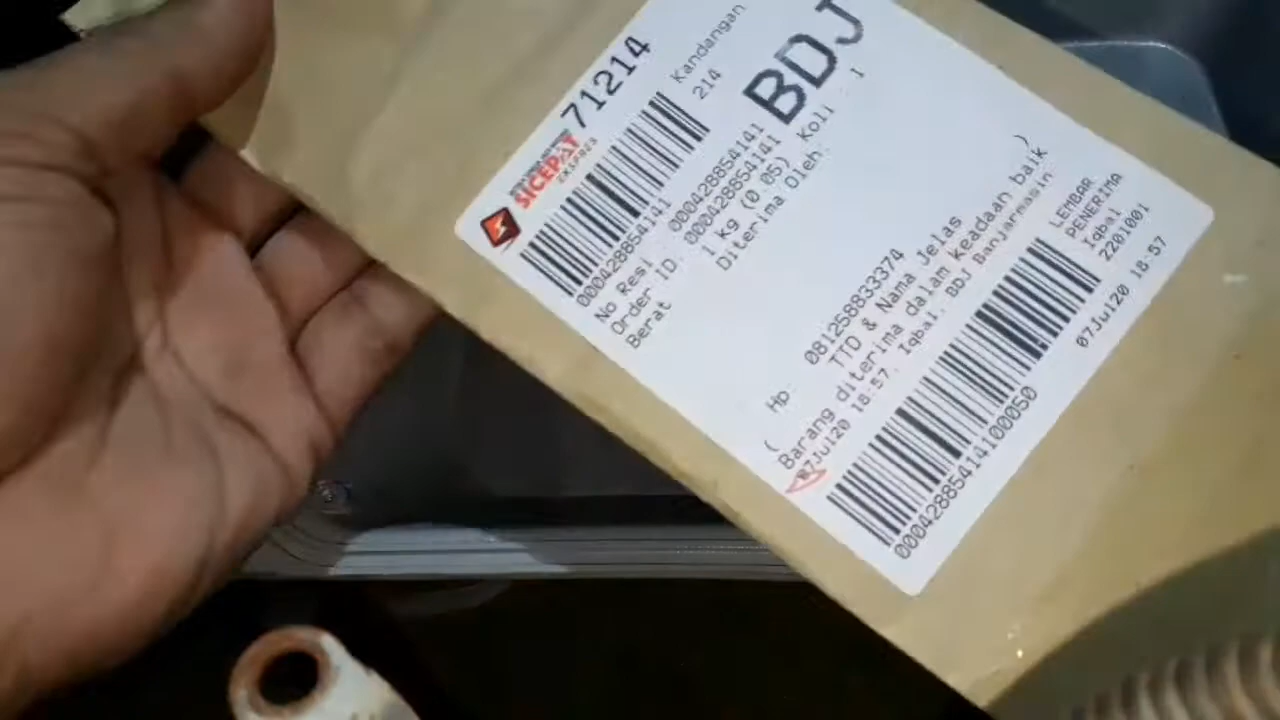 SICEPAT
EKSPRES
71214
Kandangan
214
000428854141
BDJ
No Resi 000428854141
Order ID. 000428854141
Berat 1 kg (0.05) Koli : 1
Diterima Oleh:
Hp. 081258833374
( TTD & Nama Jelas )
Barang diterima dalam keadaan baik
07Jul20 18:57, Iqbal, BDJ Banjarmasin
LEMBAR
PENERIMA
Iqbal
2201001
00042885414100050
07Jul20 18:57